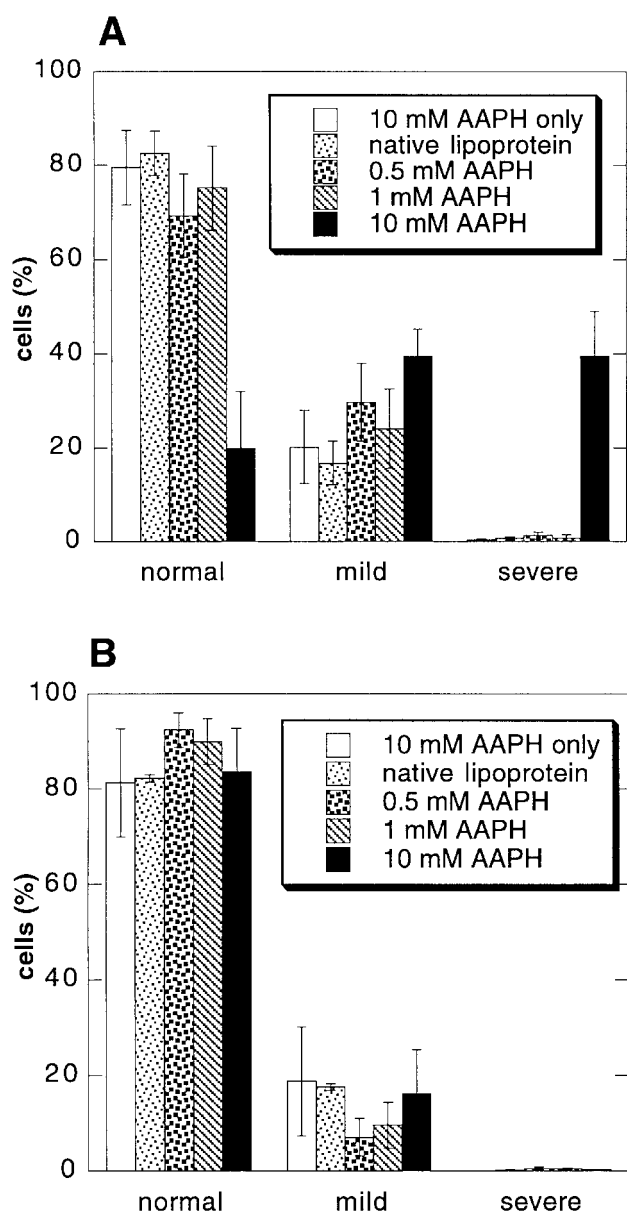 A
100
80
60
40
20
0
cells (%)
10 mM AAPH only
native lipoprotein
0.5 mM AAPH
1 mM AAPH
10 mM AAPH
normal mild severe
B
100
80
60
40
20
0
cells (%)
10 mM AAPH only
native lipoprotein
0.5 mM AAPH
1 mM AAPH
10 mM AAPH
normal mild severe